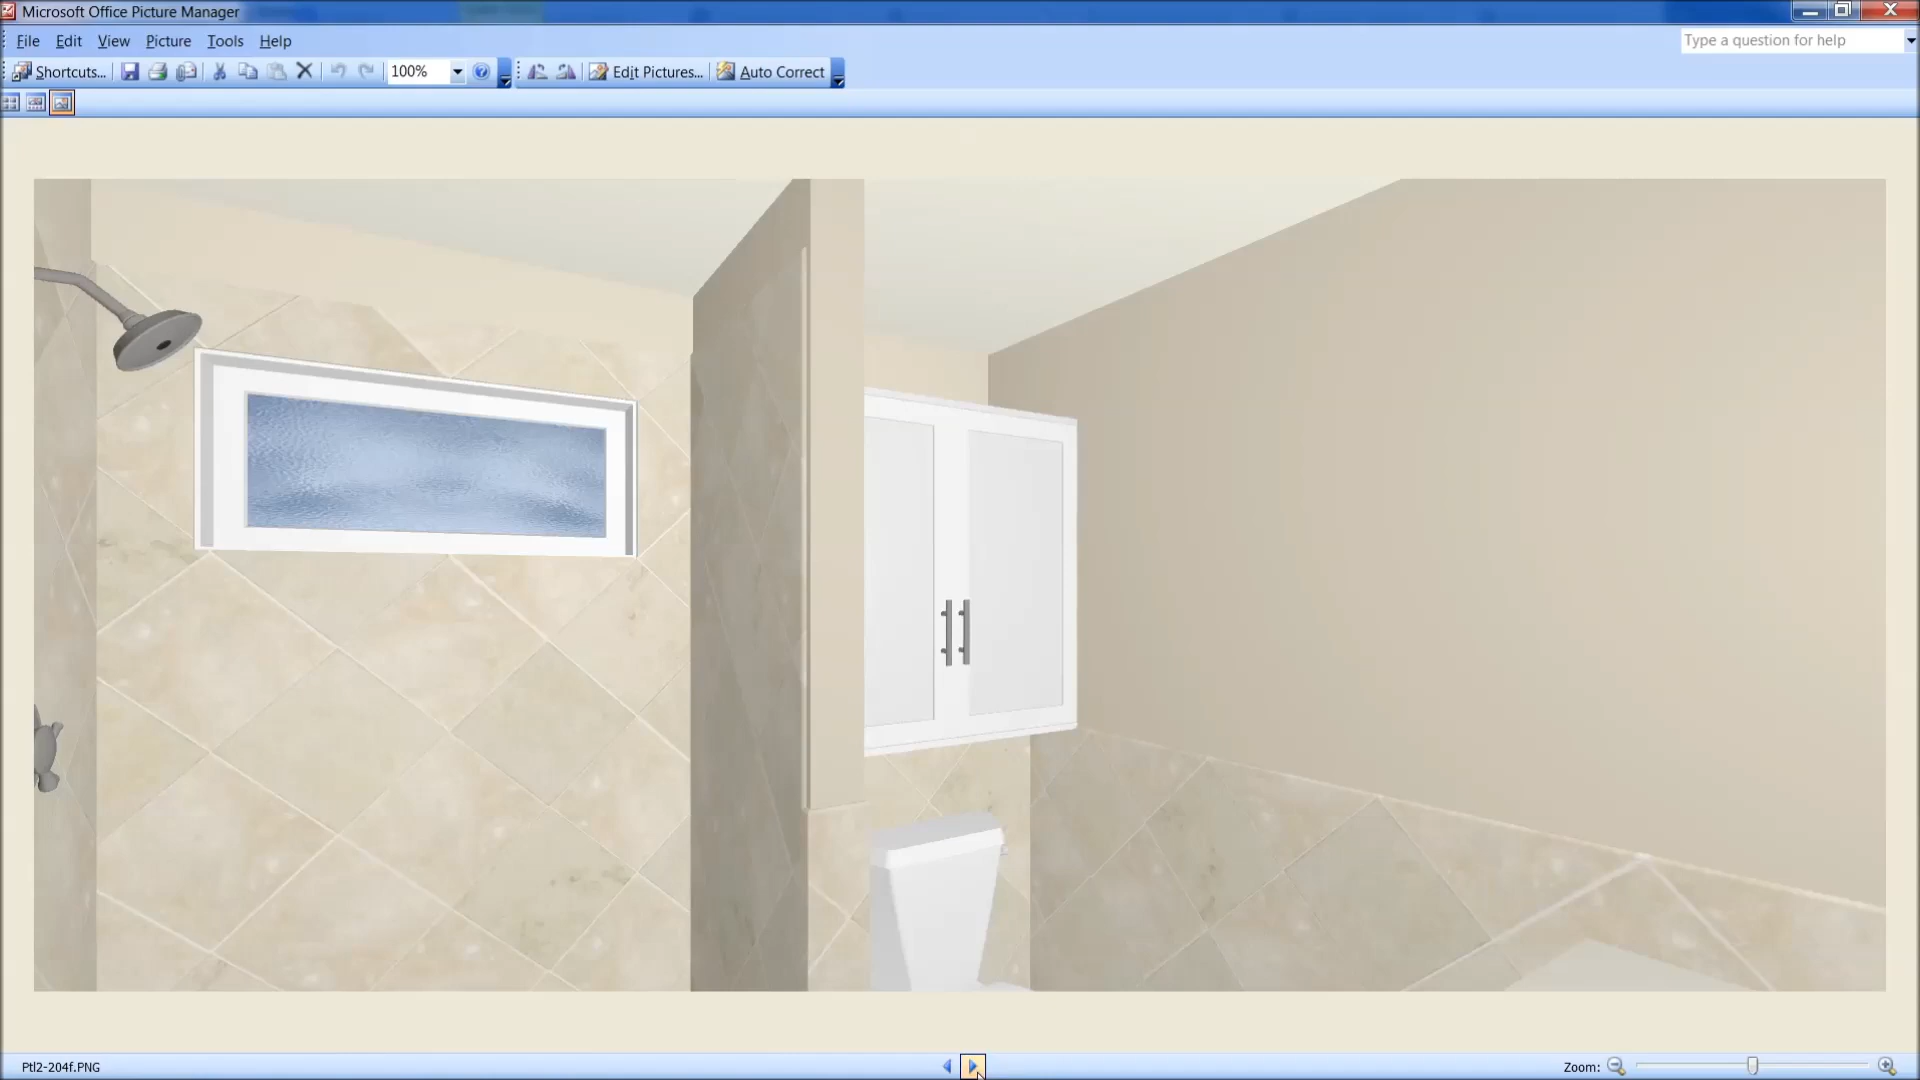 Microsoft Office Picture Manager
File Edit View Picture Tools Help
Type a question for help
Shortcuts... 100% Edit Pictures... Auto Correct
Ptl2-204f.PNG
Zoom: